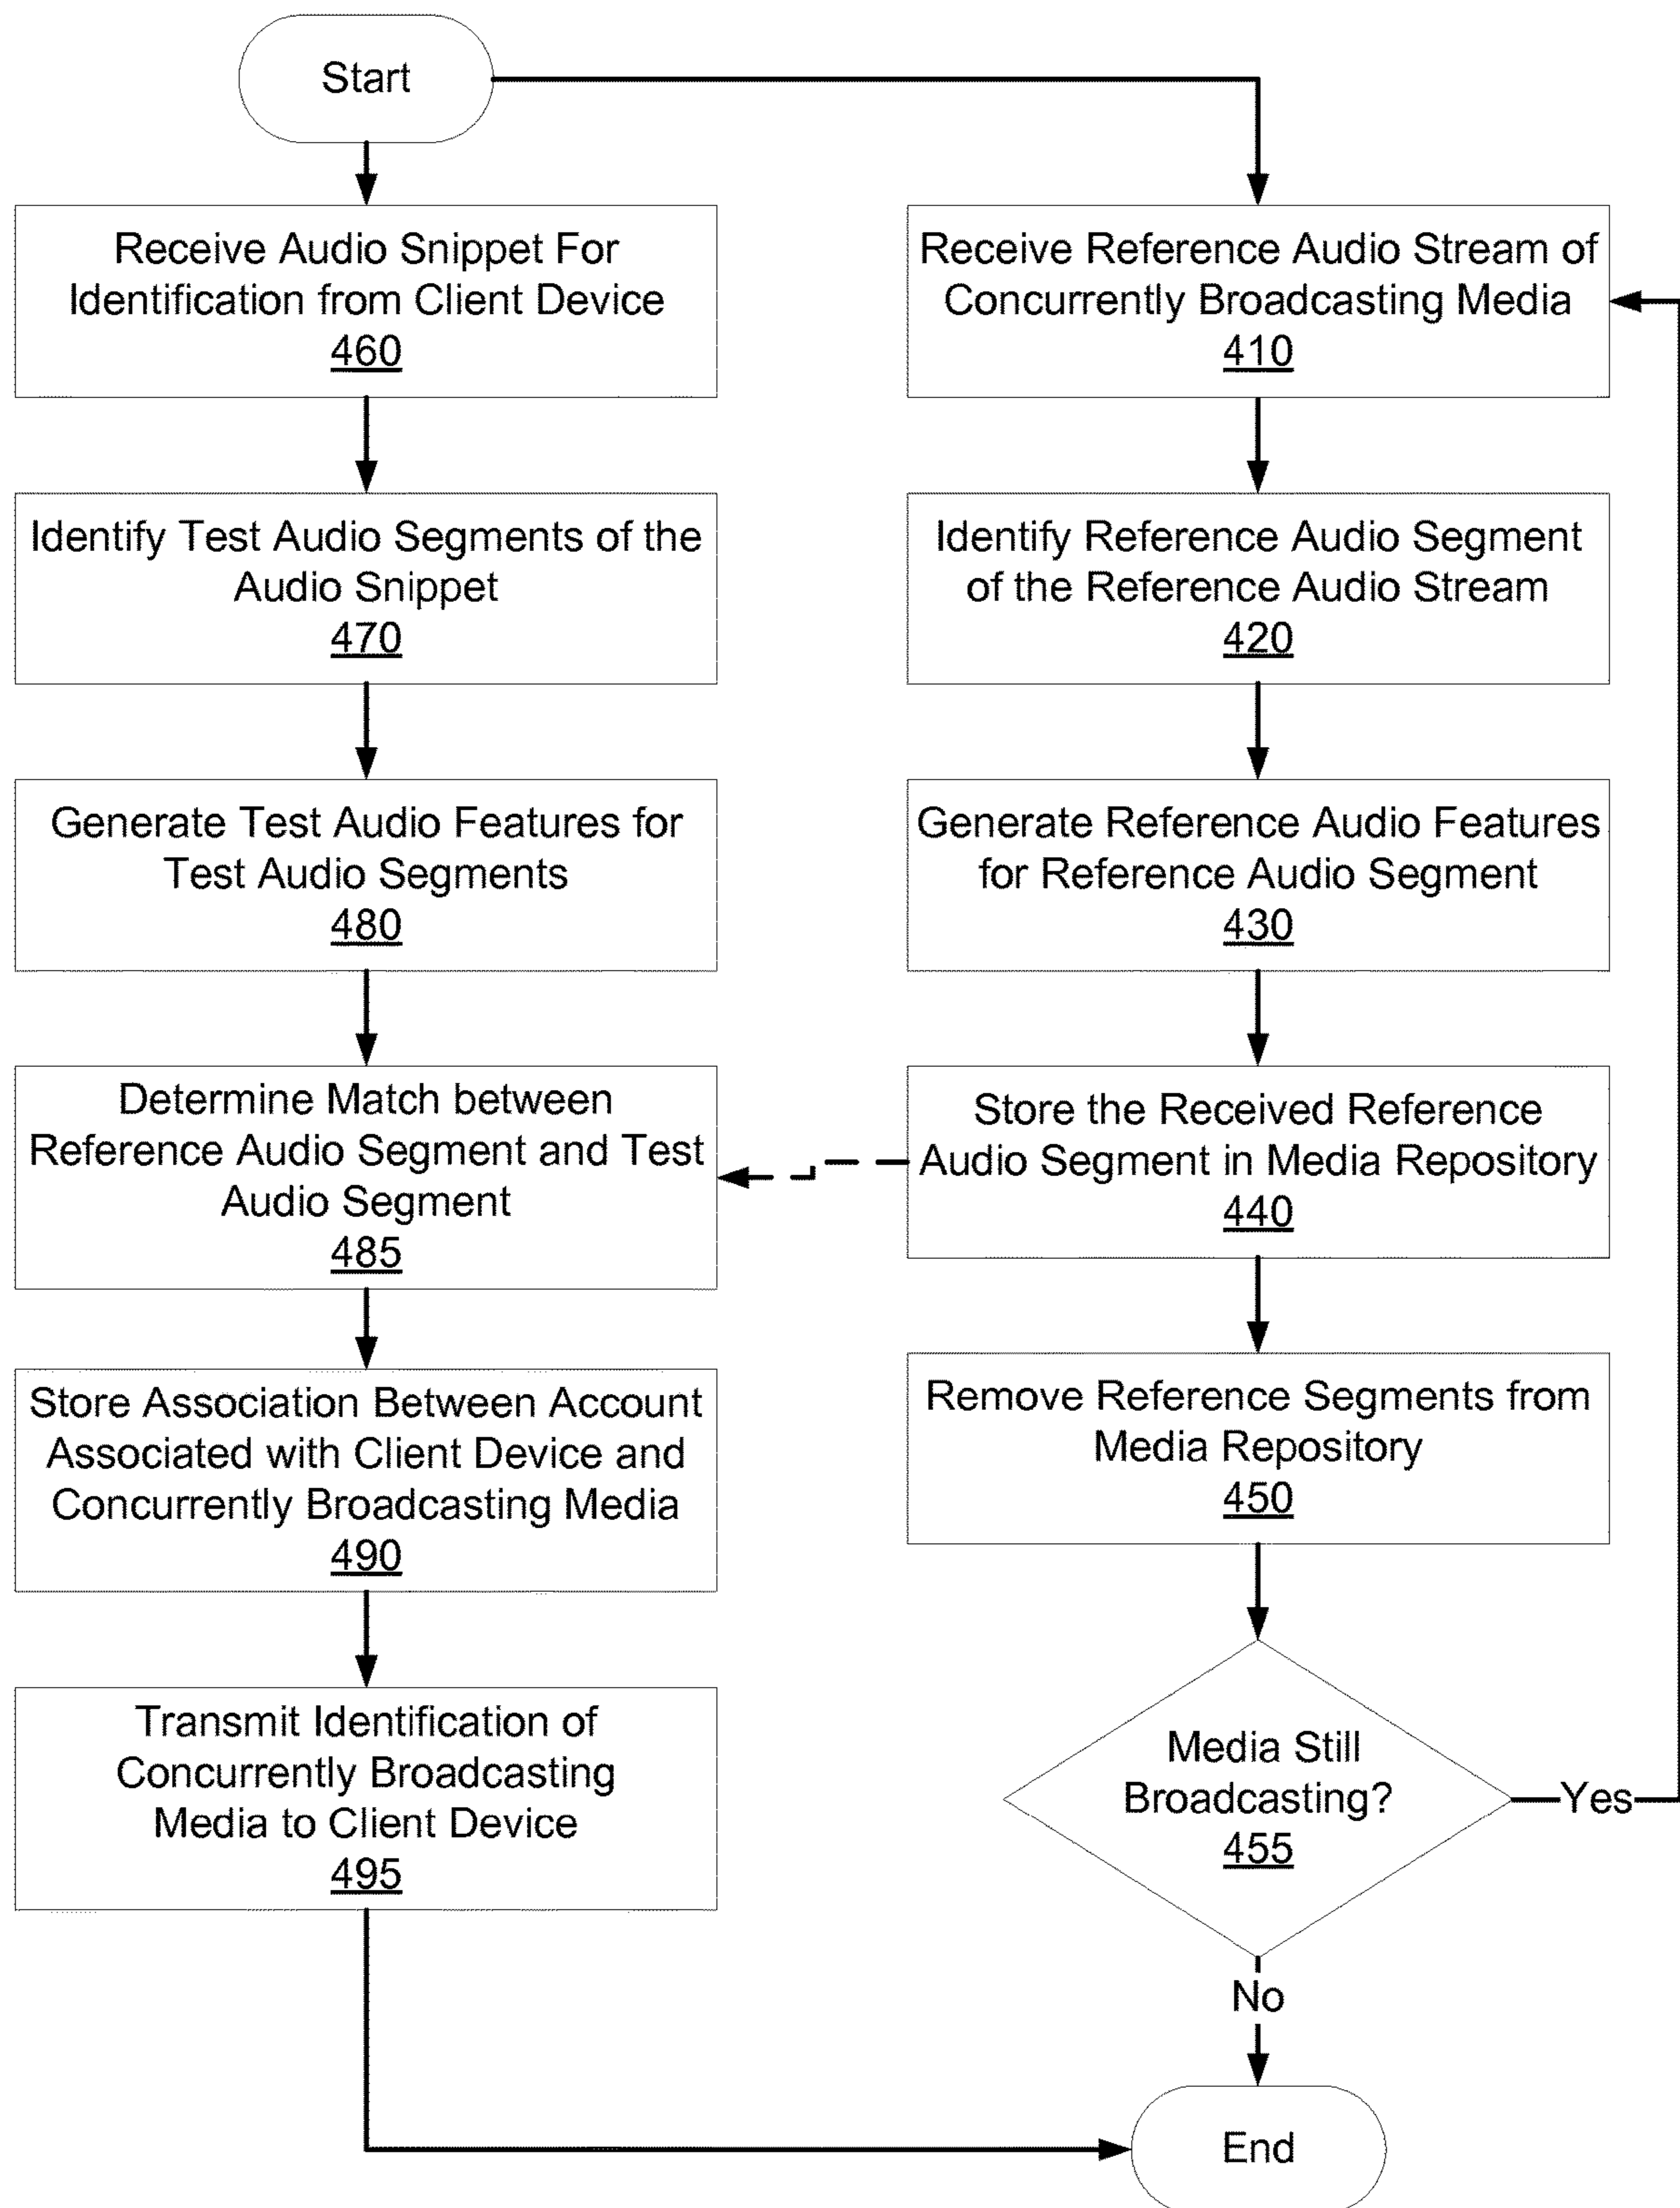 Start
Receive Audio Snippet For
Identification from Client Device
460
Identify Test Audio Segments of the
Audio Snippet
470
Generate Test Audio Features for
Test Audio Segments
480
Determine Match between
Reference Audio Segment and Test
Audio Segment
485
Store Association Between Account
Associated with Client Device and
Concurrently Broadcasting Media
490
Transmit Identification of
Concurrently Broadcasting
Media to Client Device
495
Receive Reference Audio Stream of
Concurrently Broadcasting Media
410
Identify Reference Audio Segment
of the Reference Audio Stream
420
Generate Reference Audio Features
for Reference Audio Segment
430
Store the Received Reference
Audio Segment in Media Repository
440
Remove Reference Segments from
Media Repository
450
Media Still
Broadcasting?
455
Yes
No
End